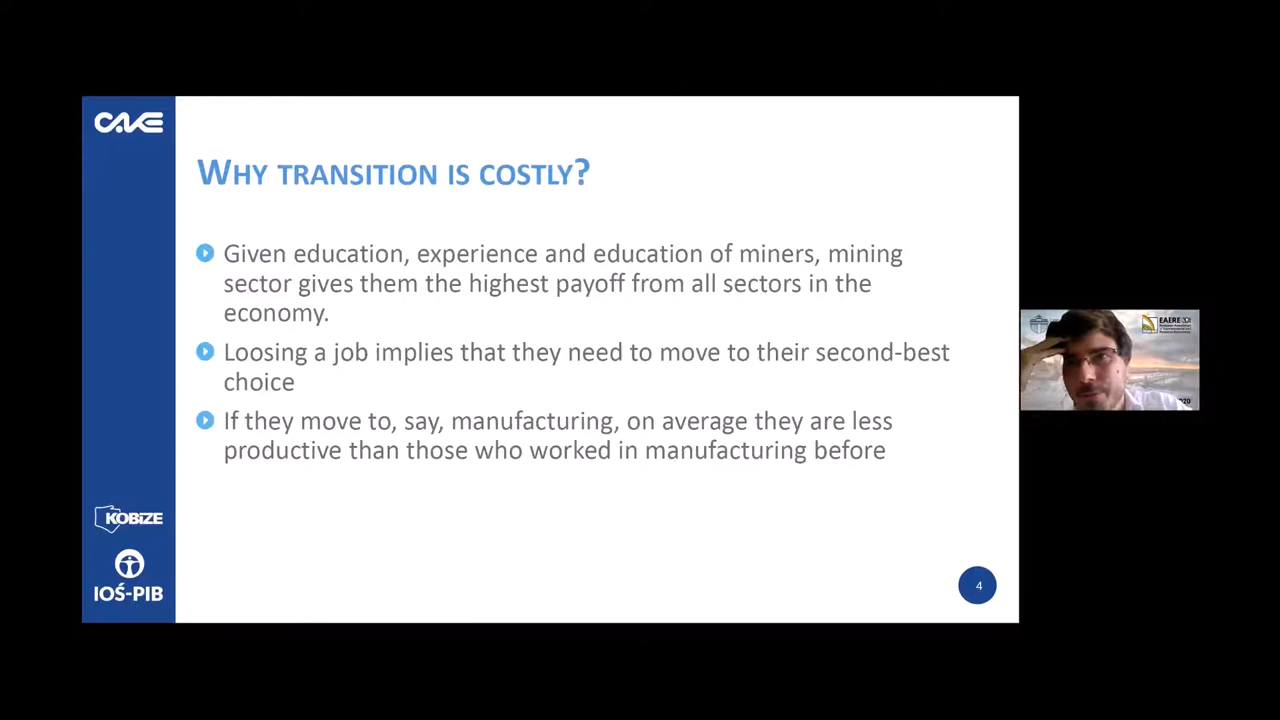 CAKE
WHY TRANSITION IS COSTLY?
Given education, experience and education of miners, mining
sector gives them the highest payoff from all sectors in the
economy.
Loosing a job implies that they need to move to their second-best
choice
If they move to, say, manufacturing, on average they are less
productive than those who worked in manufacturing before
KOBiZE
IOŚ-PIB
4
EAERE